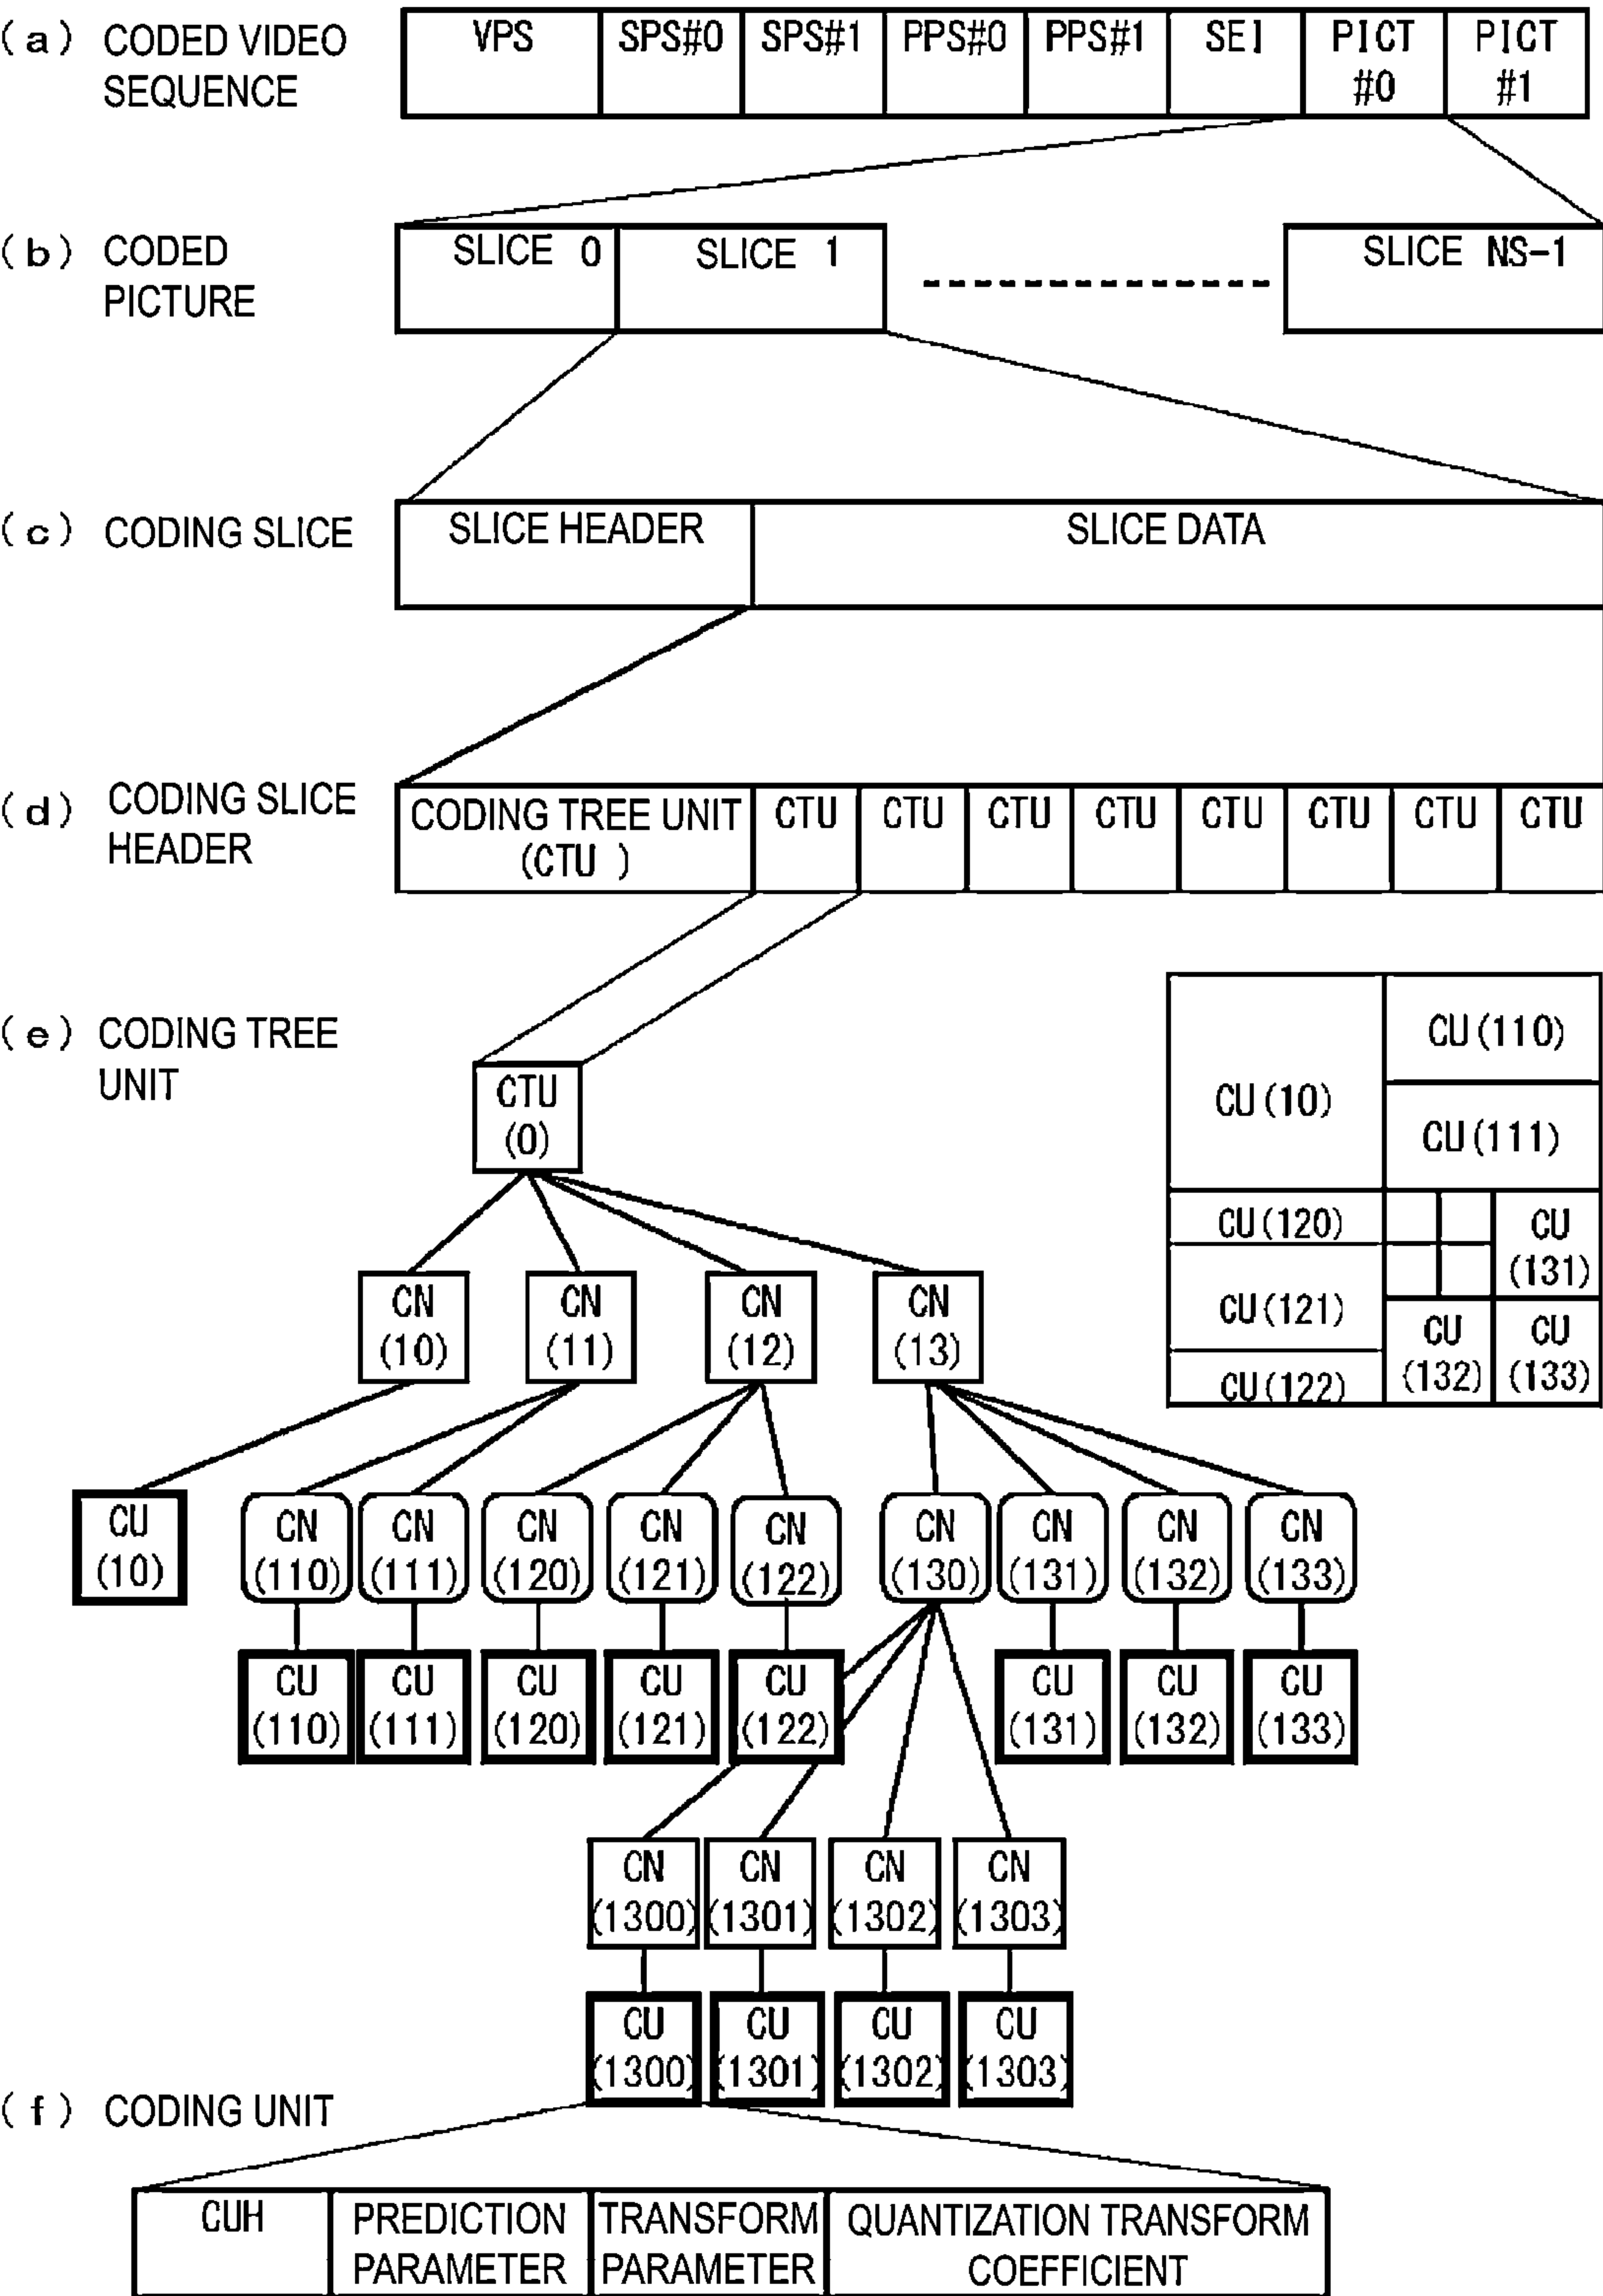 (a) CODED VIDEO
SEQUENCE
VPS SPS#0 SPS#1 PPS#0 PPS#1 SEI PICT PICT
#0 #1
(b) CODED
PICTURE
SLICE 0 SLICE 1 SLICE NS-1
(c) CODING SLICE
SLICE HEADER SLICE DATA
(d) CODING SLICE
HEADER
CODING TREE UNIT CTU CTU CTU CTU CTU CTU CTU CTU
(CTU )
(e) CODING TREE
UNIT
CTU
(0)
CU(10)
CU(110)
CU(111)
CU(120)
CU
(131)
CU(121)
CU(122)
CU CU
(132) (133)
CN CN CN CN
(10) (11) (12) (13)
CU CN CN CN CN CN CN CN CN CN
(10) (110) (111) (120) (121) (122) (130) (131) (132) (133)
CU CU CU CU CU CU CU CU
(110) (111) (120) (121) (122) (131) (132) (133)
CN CN CN CN
(1300) (1301) (1302) (1303)
CU CU CU CU
(1300) (1301) (1302) (1303)
(f) CODING UNIT
CUH PREDICTION TRANSFORM QUANTIZATION TRANSFORM
PARAMETER PARAMETER COEFFICIENT